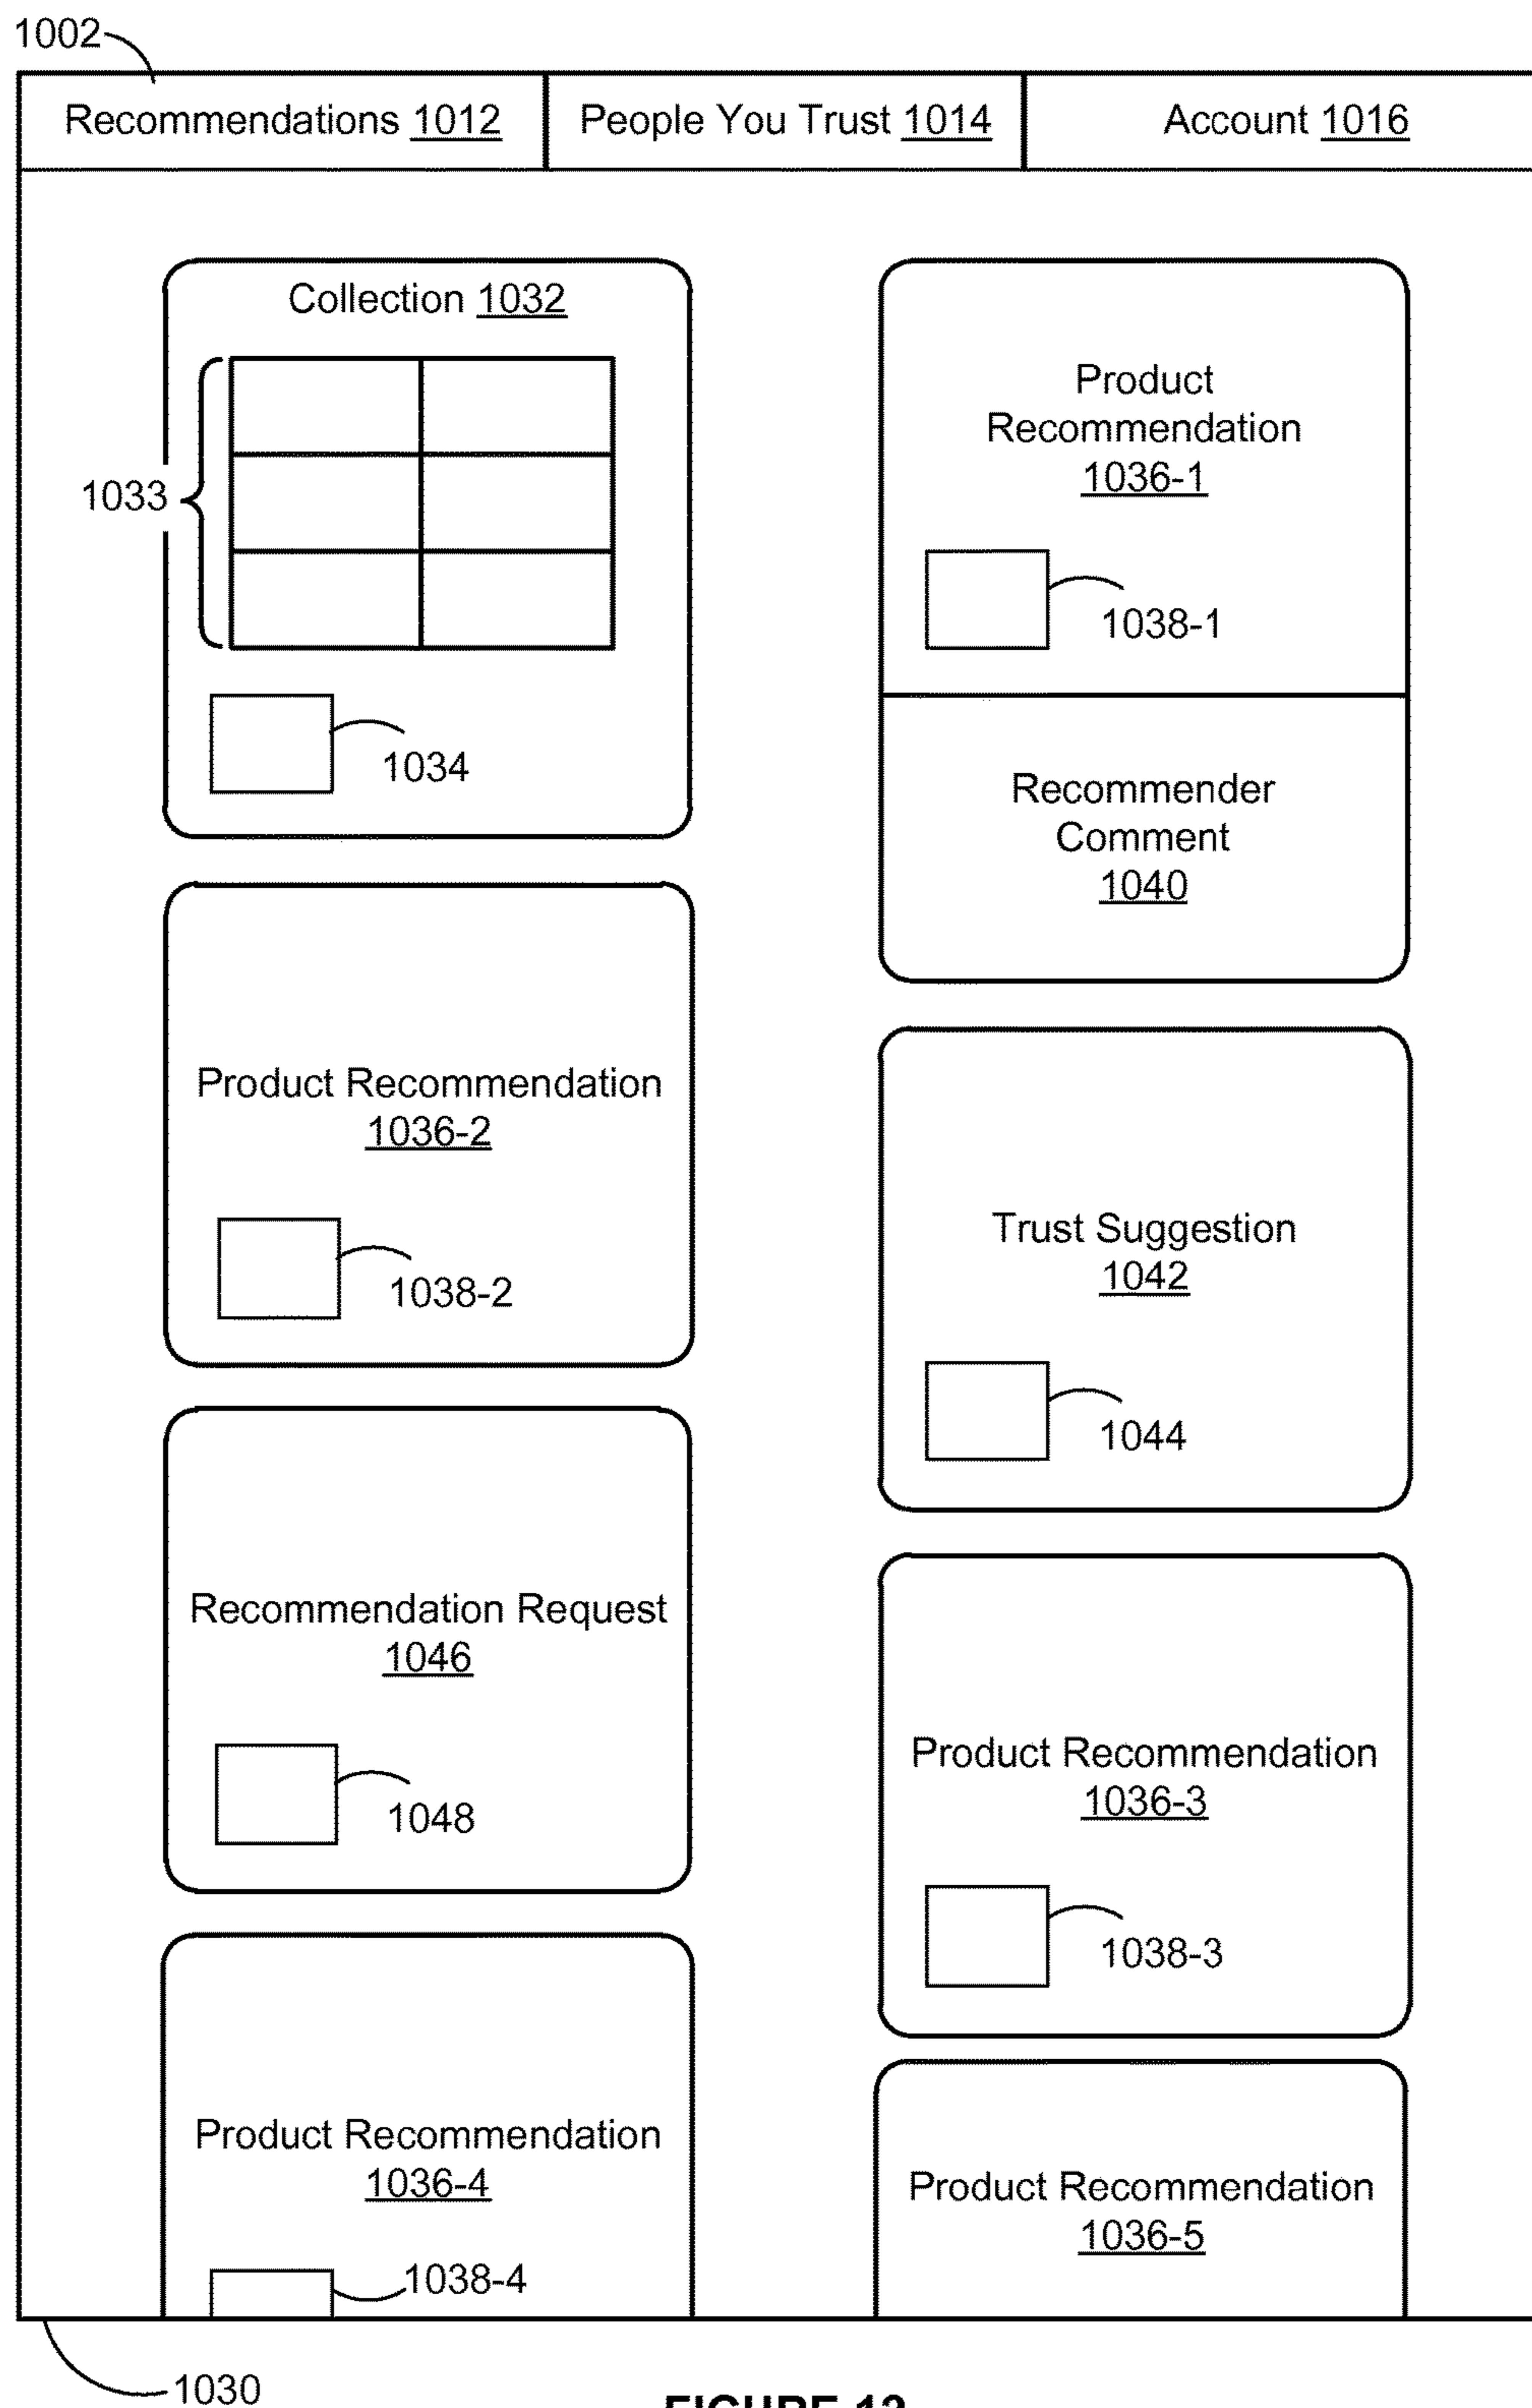 1002
Recommendations 1012
People You Trust 1014
Account 1016
Collection 1032
1033
1034
Product
Recommendation
1036-1
1038-1
Recommender
Comment
1040
Product Recommendation
1036-2
1038-2
Trust Suggestion
1042
1044
Recommendation Request
1046
1048
Product Recommendation
1036-3
1038-3
Product Recommendation
1036-4
1038-4
Product Recommendation
1036-5
1030
FIGURE